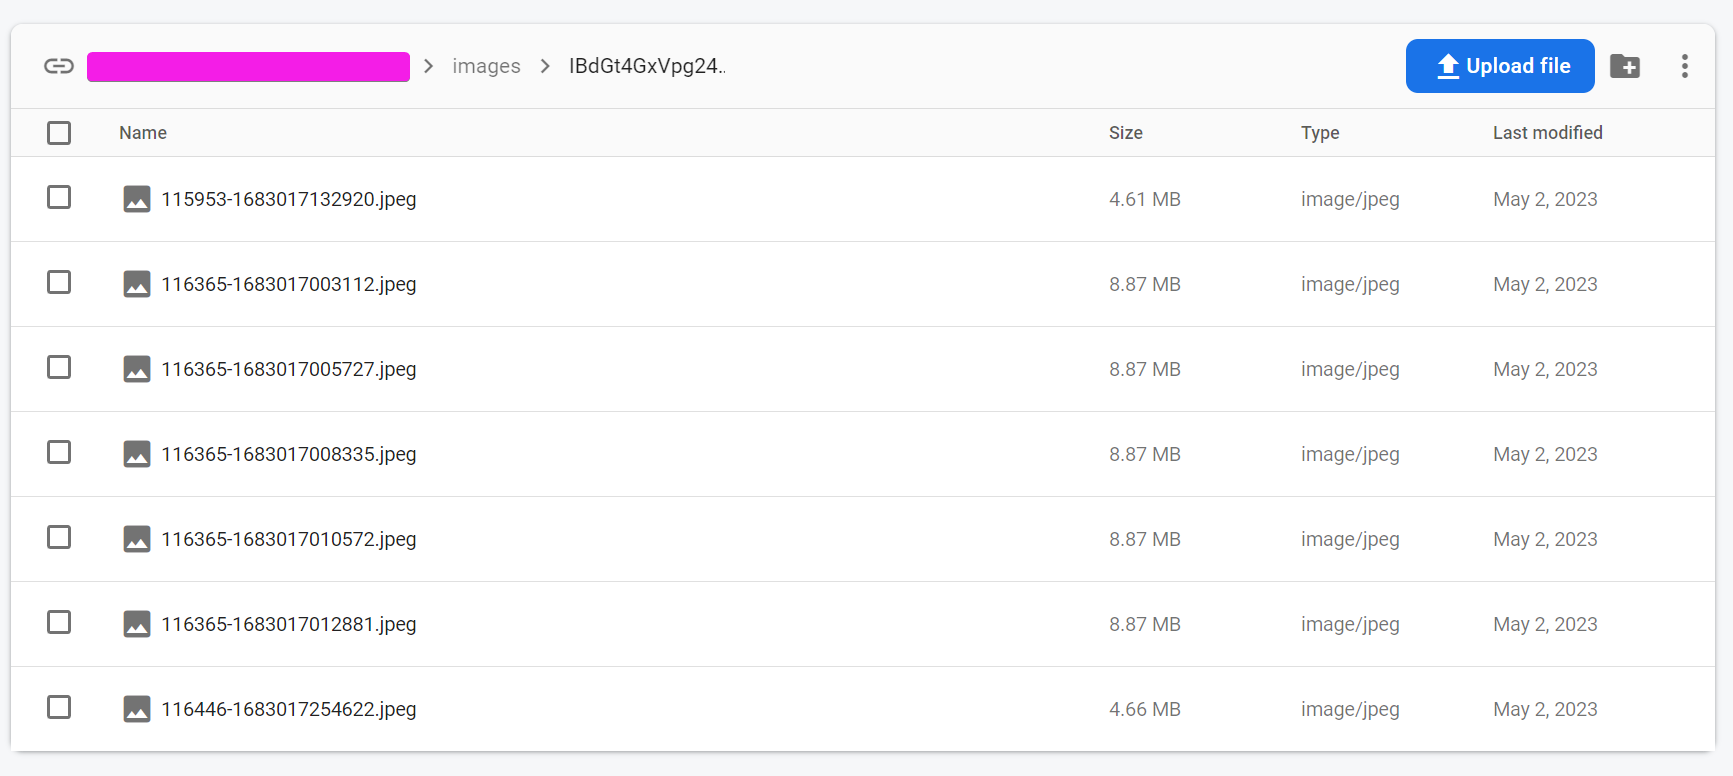 images > IBdGt4GxVpg24.. Upload file
Name Size Type Last modified
115953-1683017132920.jpeg 4.61 MB image/jpeg May 2, 2023
116365-1683017003112.jpeg 8.87 MB image/jpeg May 2, 2023
116365-1683017005727.jpeg 8.87 MB image/jpeg May 2, 2023
116365-1683017008335.jpeg 8.87 MB image/jpeg May 2, 2023
116365-1683017010572.jpeg 8.87 MB image/jpeg May 2, 2023
116365-1683017012881.jpeg 8.87 MB image/jpeg May 2, 2023
116446-1683017254622.jpeg 4.66 MB image/jpeg May 2, 2023